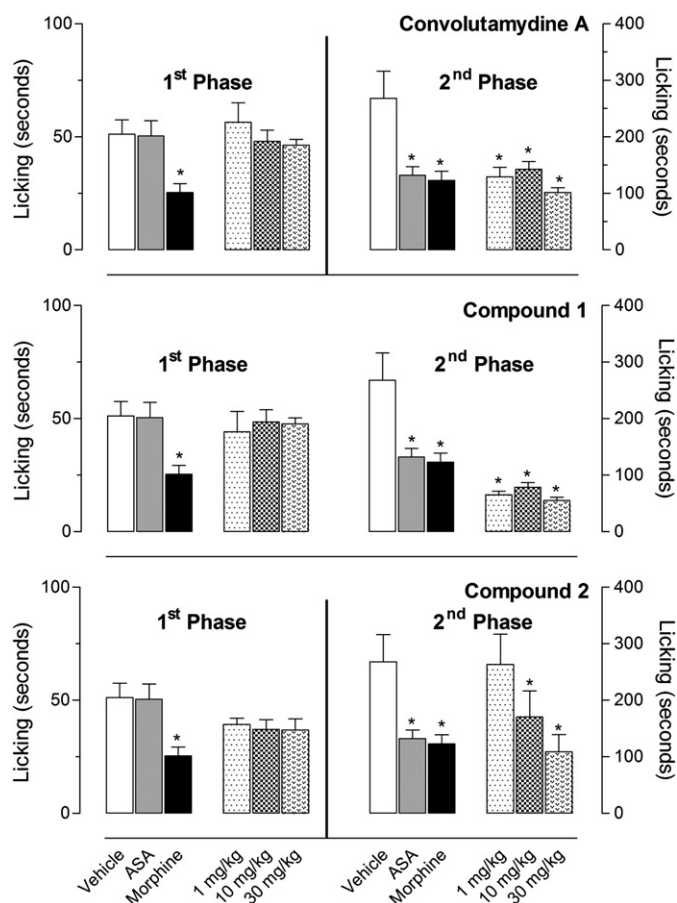 Convolutamydine A
1st Phase
2nd Phase
Licking (seconds)
100
50
0
400
300
200
100
0
Licking (seconds)
* * * * * *
Compound 1
1st Phase
2nd Phase
Licking (seconds)
100
50
0
400
300
200
100
0
Licking (seconds)
* * * * * *
Compound 2
1st Phase
2nd Phase
Licking (seconds)
100
50
0
400
300
200
100
0
Licking (seconds)
* * * * *
Vehicle
ASA
Morphine
1 mg/kg
10 mg/kg
30 mg/kg
Vehicle
ASA
Morphine
1 mg/kg
10 mg/kg
30 mg/kg